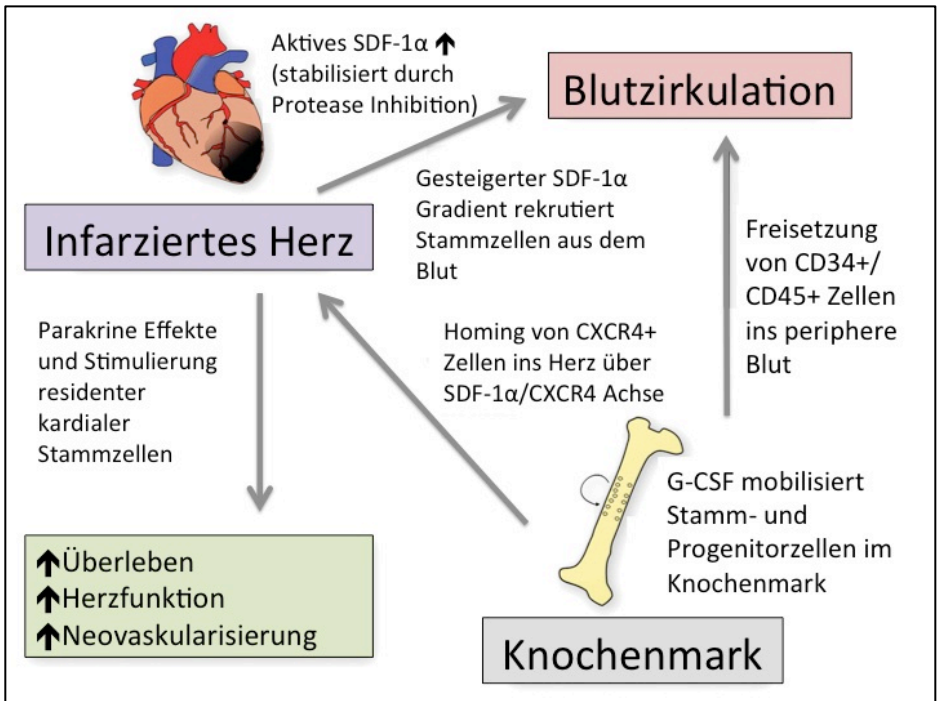 Aktives SDF-1α ↑
(stabilisiert durch
Protease Inhibition)
Blutzirkulation
Infarziertes Herz
Gesteigerter SDF-1α
Gradient rekrutiert
Stammzellen aus dem
Blut
Freisetzung
von CD34+/
CD45+ Zellen
ins periphere
Blut
Parakrine Effekte
und Stimulierung
residenter
kardialer
Stammzellen
Homing von CXCR4+
Zellen ins Herz über
SDF-1α/CXCR4 Achse
G-CSF mobilisiert
Stamm- und
Progenitorzellen im
Knochenmark
↑Überleben
↑Herzfunktion
↑Neovaskularisierung
Knochenmark